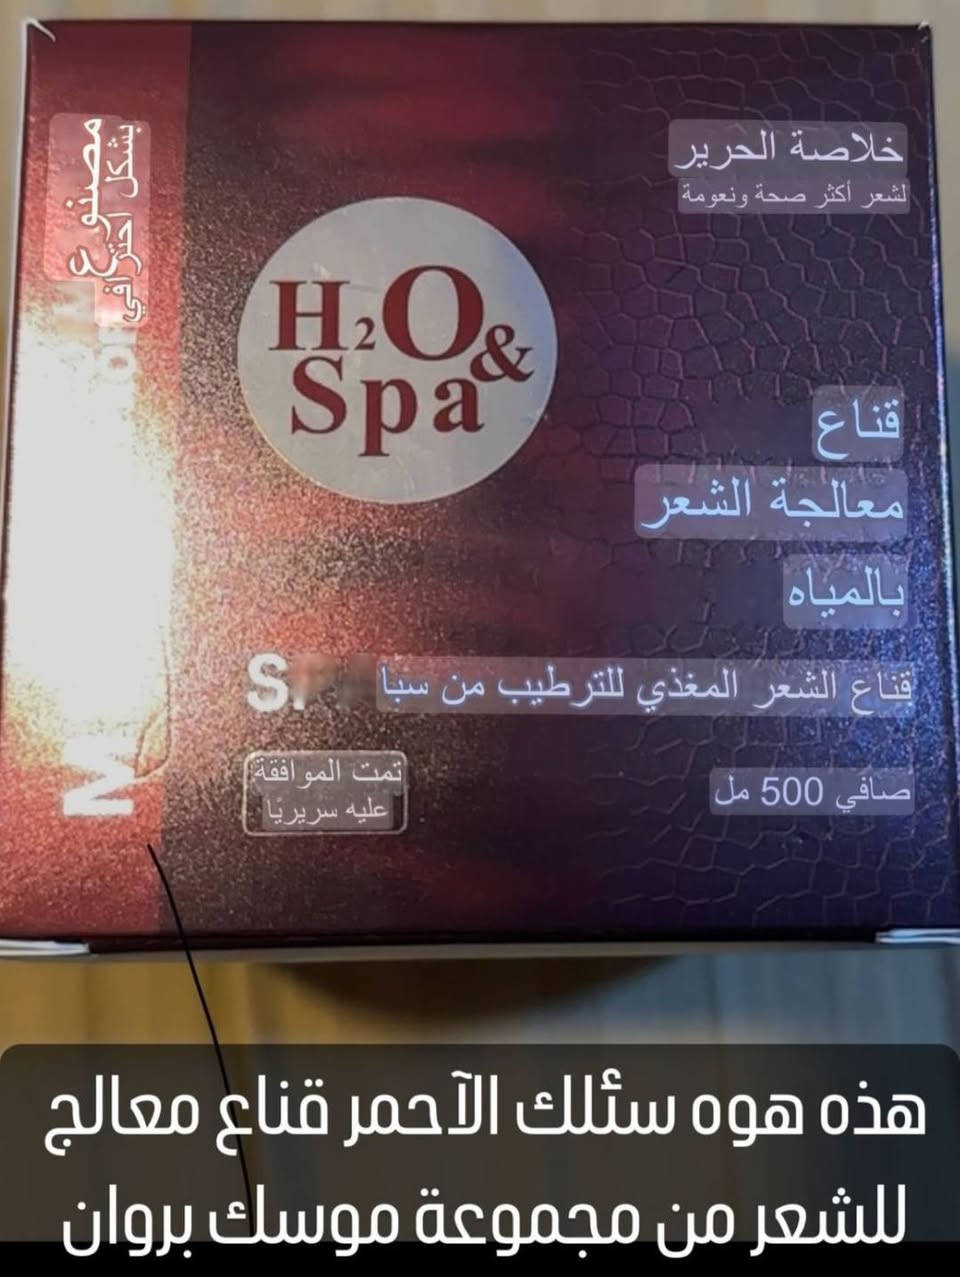 خلاصة الحرير
لشعر أكثر صحة ونعومة
مصنوع
بشكل احترافي
H2O &
Spa
قناع
معالجة الشعر
بالمياه
قناع الشعر المغذي للترطيب من سبا
تمت الموافقة
عليه سريريًا
صافي 500 مل
هذه هوه سئلك الآحمر قناع معالج
للشعر من مجموعة موسك بروان